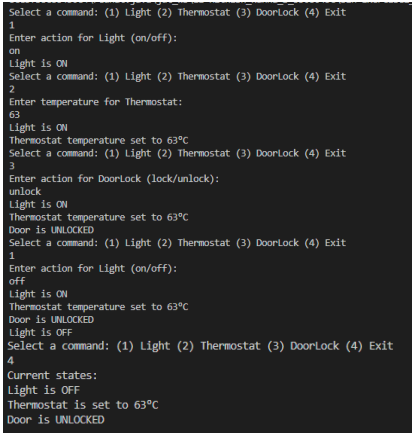 Select a command: (1) Light (2) Thermostat (3) DoorLock (4) Exit
1
Enter action for Light (on/off):
on
Light is ON
Select a command: (1) Light (2) Thermostat (3) DoorLock (4) Exit
2
Enter temperature for Thermostat:
63
Light is ON
Thermostat temperature set to 63°C
Select a command: (1) Light (2) Thermostat (3) DoorLock (4) Exit
3
Enter action for DoorLock (lock/unlock):
unlock
Light is ON
Thermostat temperature set to 63°C
Door is UNLOCKED
Select a command: (1) Light (2) Thermostat (3) DoorLock (4) Exit
1
Enter action for Light (on/off):
off
Light is ON
Thermostat temperature set to 63°C
Door is UNLOCKED
Light is OFF
Select a command: (1) Light (2) Thermostat (3) DoorLock (4) Exit
4
Current states:
Light is OFF
Thermostat is set to 63°C
Door is UNLOCKED